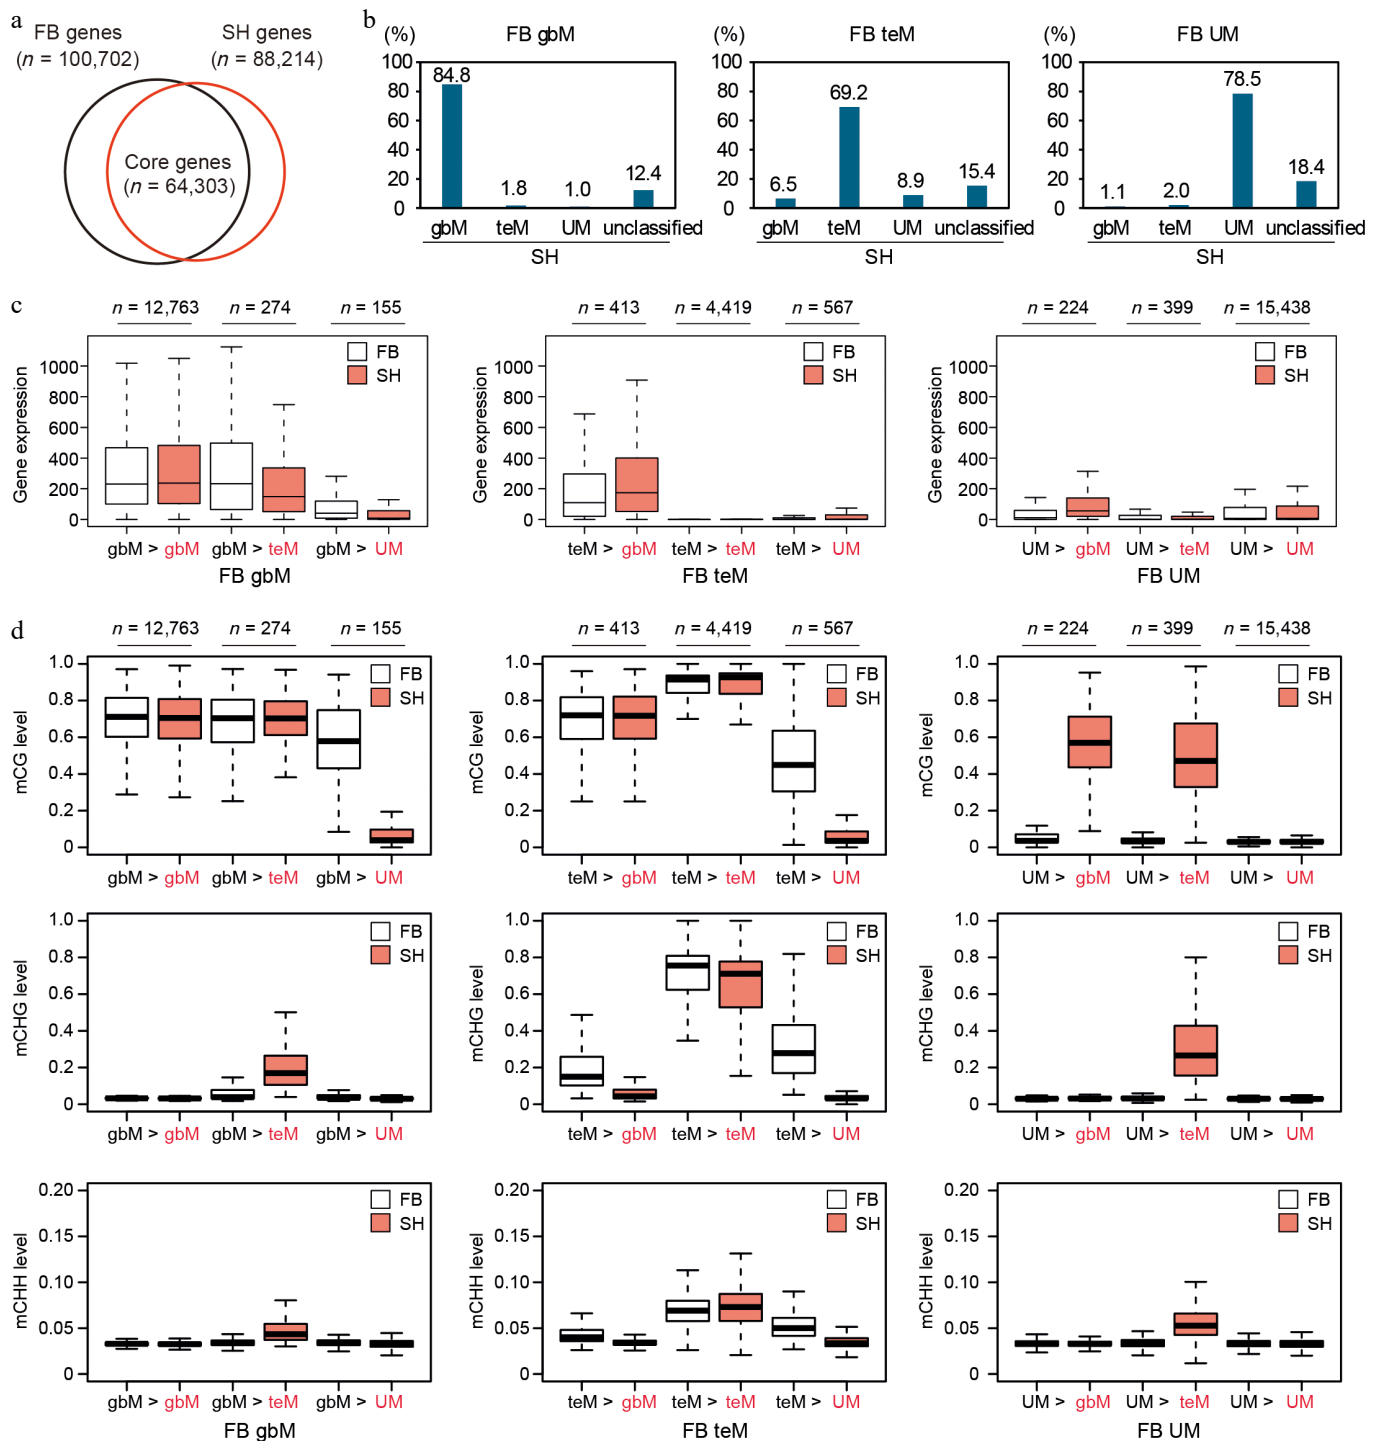 a
FB genes
(n = 100,702)
SH genes
(n = 88,214)
Core genes
(n = 64,303)
b
(%)
FB gbM
100
80
60
40
20
0
84.8
1.8
1.0
12.4
gbM teM UM unclassified
SH
(%)
FB teM
100
80
60
40
20
0
6.5
69.2
8.9
15.4
gbM teM UM unclassified
SH
(%)
FB UM
100
80
60
40
20
0
1.1
2.0
78.5
18.4
gbM teM UM unclassified
SH
c
n = 12,763 n = 274 n = 155
Gene expression
1000
800
600
400
200
0
FB
SH
gbM > gbM gbM > teM gbM > UM
FB gbM
n = 413 n = 4,419 n = 567
Gene expression
1000
800
600
400
200
0
FB
SH
teM > gbM teM > teM teM > UM
FB teM
n = 224 n = 399 n = 15,438
Gene expression
1000
800
600
400
200
0
FB
SH
UM > gbM UM > teM UM > UM
FB UM
d
n = 12,763 n = 274 n = 155
mCG level
1.0
0.8
0.6
0.4
0.2
0
FB
SH
gbM > gbM gbM > teM gbM > UM
n = 413 n = 4,419 n = 567
mCG level
1.0
0.8
0.6
0.4
0.2
0
FB
SH
teM > gbM teM > teM teM > UM
n = 224 n = 399 n = 15,438
mCG level
1.0
0.8
0.6
0.4
0.2
0
FB
SH
UM > gbM UM > teM UM > UM
mCHG level
1.0
0.8
0.6
0.4
0.2
0
FB
SH
gbM > gbM gbM > teM gbM > UM
mCHG level
1.0
0.8
0.6
0.4
0.2
0
FB
SH
teM > gbM teM > teM teM > UM
mCHG level
1.0
0.8
0.6
0.4
0.2
0
FB
SH
UM > gbM UM > teM UM > UM
mCHH level
0.20
0.15
0.10
0.05
0
FB
SH
gbM > gbM gbM > teM gbM > UM
FB gbM
mCHH level
0.20
0.15
0.10
0.05
0
FB
SH
teM > gbM teM > teM teM > UM
FB teM
mCHH level
0.20
0.15
0.10
0.05
0
FB
SH
UM > gbM UM > teM UM > UM
FB UM